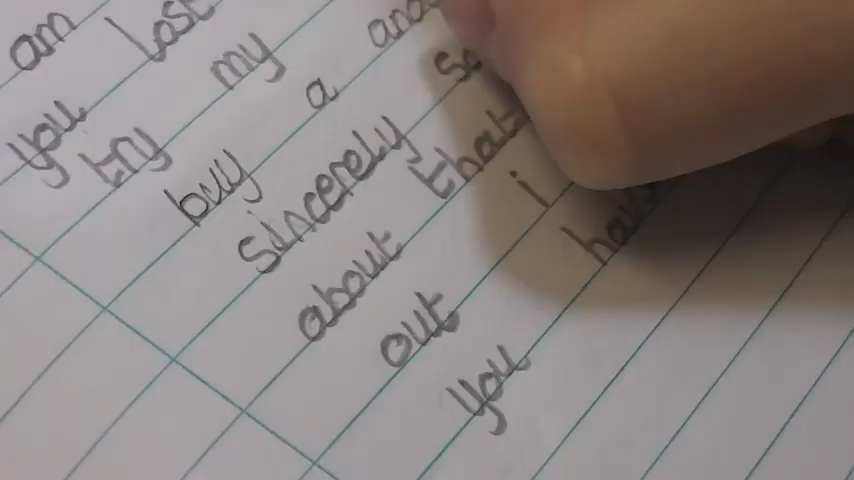 am
you lost
try my
buy a
sincerely
about that
out i
you